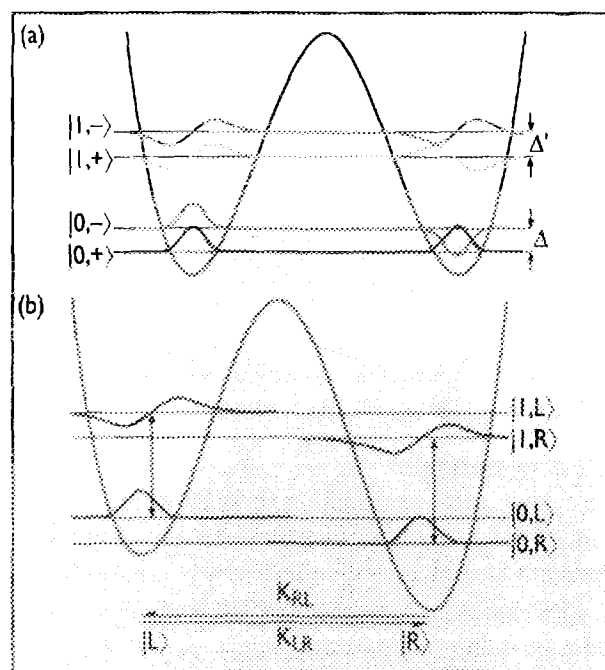 (a)
|1,−⟩
|1,+⟩
Δ'
|0,−⟩
|0,+⟩
Δ
(b)
|1,L⟩
|1,R⟩
|0,L⟩
|0,R⟩
K_RL
|L⟩ K_LR |R⟩